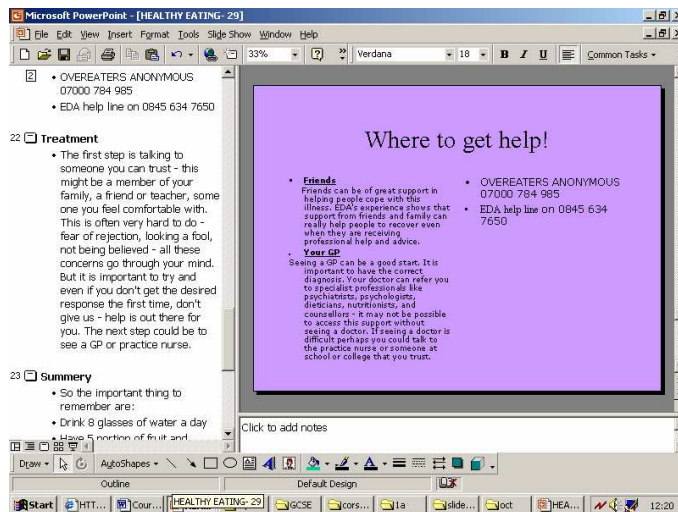 Microsoft PowerPoint - [HEALTHY EATING- 29]
File Edit View Insert Format Tools Slide Show Window Help
33% Verdana 18 B I U Common Tasks
2 • OVEREATERS ANONYMOUS
07000 784 985
• EDA help line on 0845 634 7650
22 Treatment
• The first step is talking to
someone you can trust - this
might be a member of your
family, a friend or teacher, some
one you feel comfortable with.
This is often very hard to do -
fear of rejection, looking a fool,
not being believed - all these
concerns go through your mind.
But it is important to try and
even if you don't get the desired
response the first time, don't
give us - help is out there for
you. The next step could be to
see a GP or practice nurse.
23 Summery
• So the important thing to
remember are:
• Drink 8 glasses of water a day
• Have 5 portion of fruit and
Where to get help!
• Friends
Friends can be of great support in
helping people cope with this
illness. EDA's experience shows that
support from friends and family can
really help people to recover even
when they are receiving
professional help and advice.
• Your GP
Seeing a GP can be a good start. It is
important to have the correct
diagnosis. Your doctor can refer you
to specialist professionals like
psychiatrists, psychologists,
dieticians, nutritionists, and
counsellors - it may not be possible
to access this support without
seeing a doctor. If seeing a doctor is
difficult perhaps you could talk to
the practice nurse or someone at
school or college that you trust.
• OVEREATERS ANONYMOUS
07000 784 985
• EDA help line on 0845 634
7650
Click to add notes
Draw AutoShapes
Outline Default Design
Start HTT... Cour... HEALTHY EATING- 29 GCSE cors... 1a slide... oct HEA... 12:20